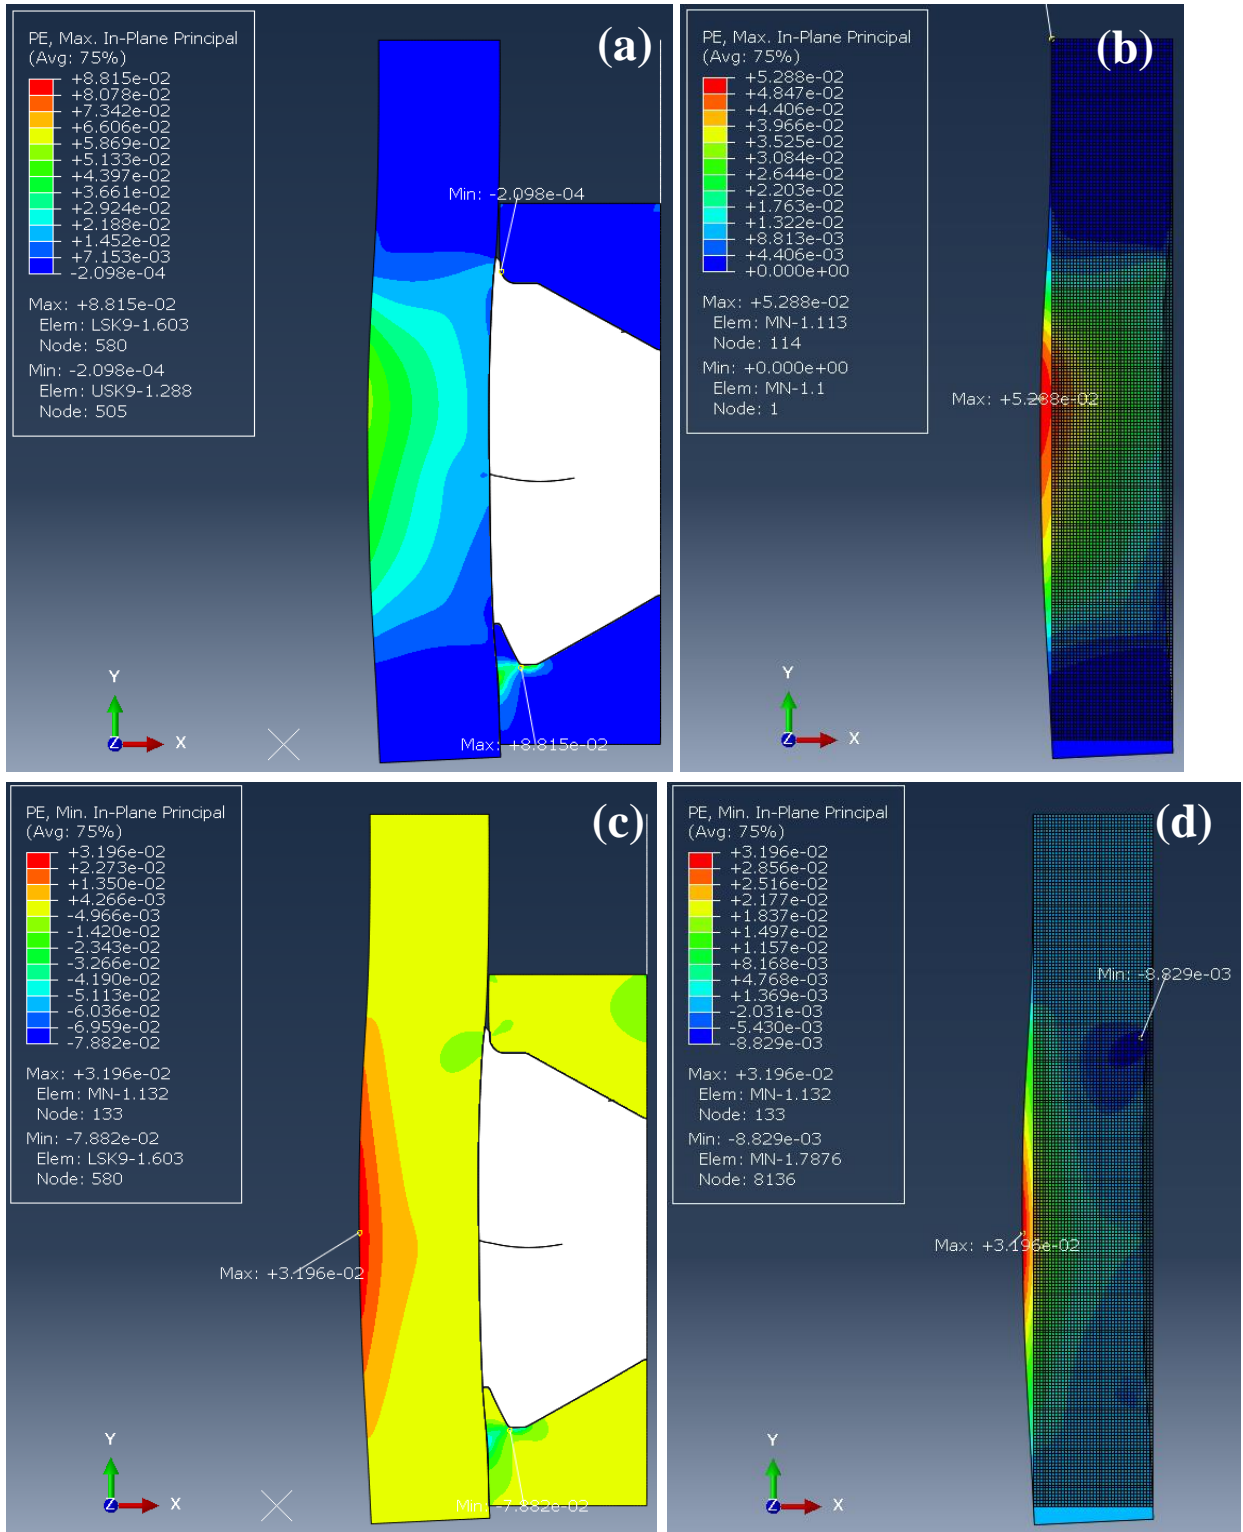 (a)
PE, Max. In-Plane Principal
(Avg: 75%)
+8.815e-02
+8.078e-02
+7.342e-02
+6.606e-02
+5.869e-02
+5.133e-02
+4.397e-02
+3.661e-02
+2.924e-02
+2.188e-02
+1.452e-02
+7.153e-03
-2.098e-04
Max: +8.815e-02
Elem: LSK9-1.603
Node: 580
Min: -2.098e-04
Elem: USK9-1.288
Node: 505
Min: -2.098e-04
Max: +8.815e-02
Y
Z
X
(b)
PE, Max. In-Plane Principal
(Avg: 75%)
+5.288e-02
+4.847e-02
+4.406e-02
+3.966e-02
+3.525e-02
+3.084e-02
+2.644e-02
+2.203e-02
+1.763e-02
+1.322e-02
+8.813e-03
+4.406e-03
+0.000e+00
Max: +5.288e-02
Elem: MN-1.113
Node: 114
Min: +0.000e+00
Elem: MN-1.1
Node: 1
Max: +5.288e-02
Y
Z
X
(c)
PE, Min. In-Plane Principal
(Avg: 75%)
+3.196e-02
+2.273e-02
+1.350e-02
+4.266e-03
-4.966e-03
-1.420e-02
-2.343e-02
-3.266e-02
-4.190e-02
-5.113e-02
-6.036e-02
-6.959e-02
-7.882e-02
Max: +3.196e-02
Elem: MN-1.132
Node: 133
Min: -7.882e-02
Elem: LSK9-1.603
Node: 580
Max: +3.196e-02
Min: -7.882e-02
Y
Z
X
(d)
PE, Min. In-Plane Principal
(Avg: 75%)
+3.196e-02
+2.856e-02
+2.516e-02
+2.177e-02
+1.837e-02
+1.497e-02
+1.157e-02
+8.168e-03
+4.768e-03
+1.369e-03
-2.031e-03
-5.430e-03
-8.829e-03
Max: +3.196e-02
Elem: MN-1.132
Node: 133
Min: -8.829e-03
Elem: MN-1.7876
Node: 8136
Min: -8.829e-03
Max: +3.196e-02
Y
Z
X